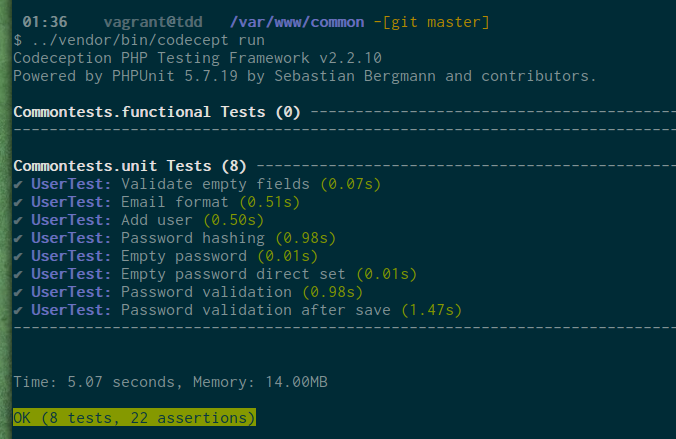 01:36 vagrant@tdd /var/www/common -[git master]
$ ../vendor/bin/codecept run
Codeception PHP Testing Framework v2.2.10
Powered by PHPUnit 5.7.19 by Sebastian Bergmann and contributors.
Commontests.functional Tests (0) -----------------------------------------
--------------------------------------------------------------------------
Commontests.unit Tests (8) -----------------------------------------------
✔ UserTest: Validate empty fields (0.07s)
✔ UserTest: Email format (0.51s)
✔ UserTest: Add user (0.50s)
✔ UserTest: Password hashing (0.98s)
✔ UserTest: Empty password (0.01s)
✔ UserTest: Empty password direct set (0.01s)
✔ UserTest: Password validation (0.98s)
✔ UserTest: Password validation after save (1.47s)
--------------------------------------------------------------------------
Time: 5.07 seconds, Memory: 14.00MB
OK (8 tests, 22 assertions)